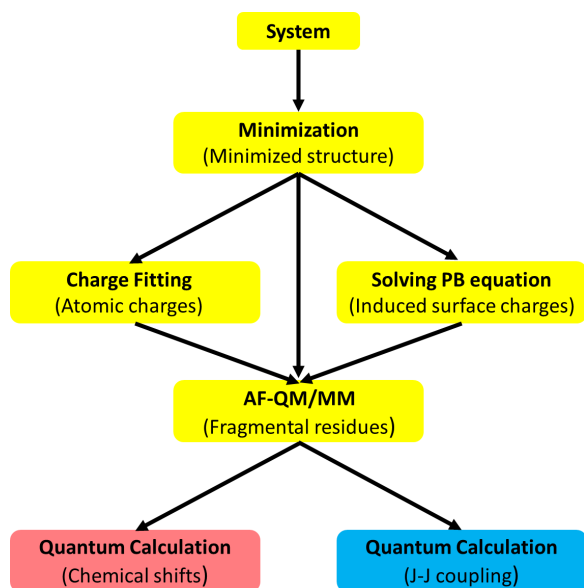 System
Minimization
(Minimized structure)
Charge Fitting
(Atomic charges)
Solving PB equation
(Induced surface charges)
AF-QM/MM
(Fragmental residues)
Quantum Calculation
(Chemical shifts)
Quantum Calculation
(J-J coupling)